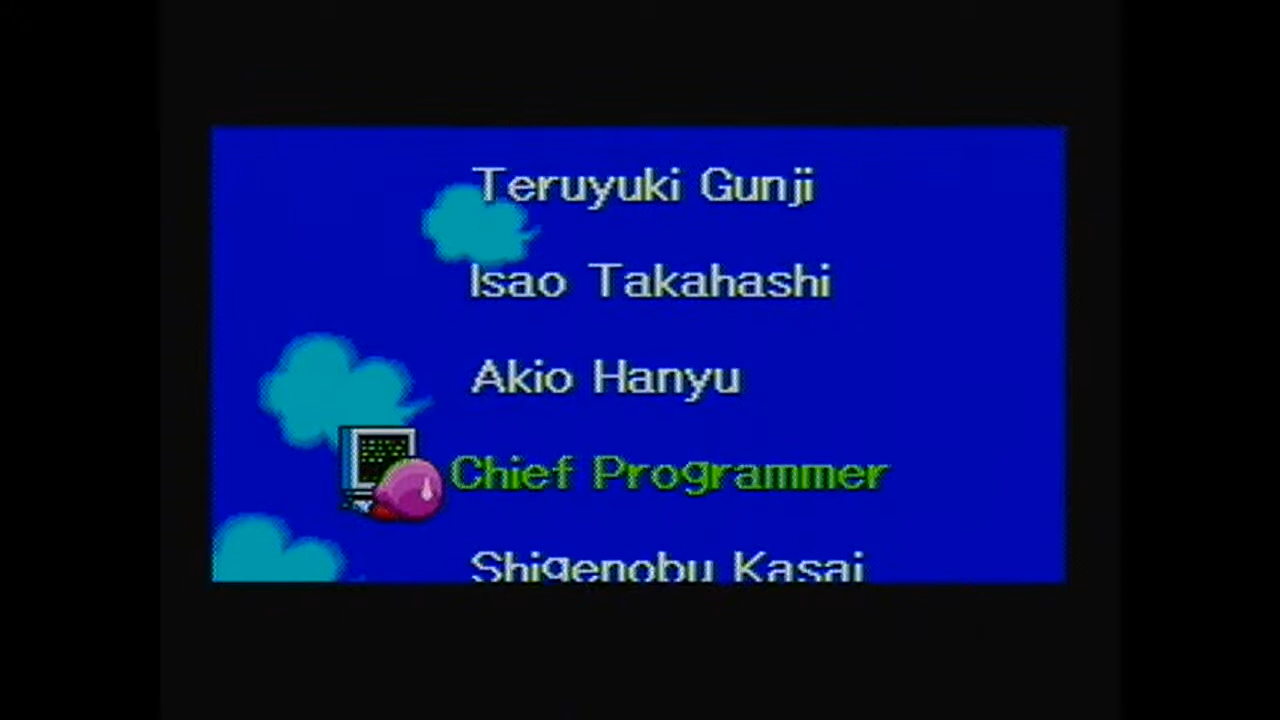 Teruyuki Gunji
Isao Takahashi
Akio Hanyu
Chief Programmer
Shigenobu Kasai